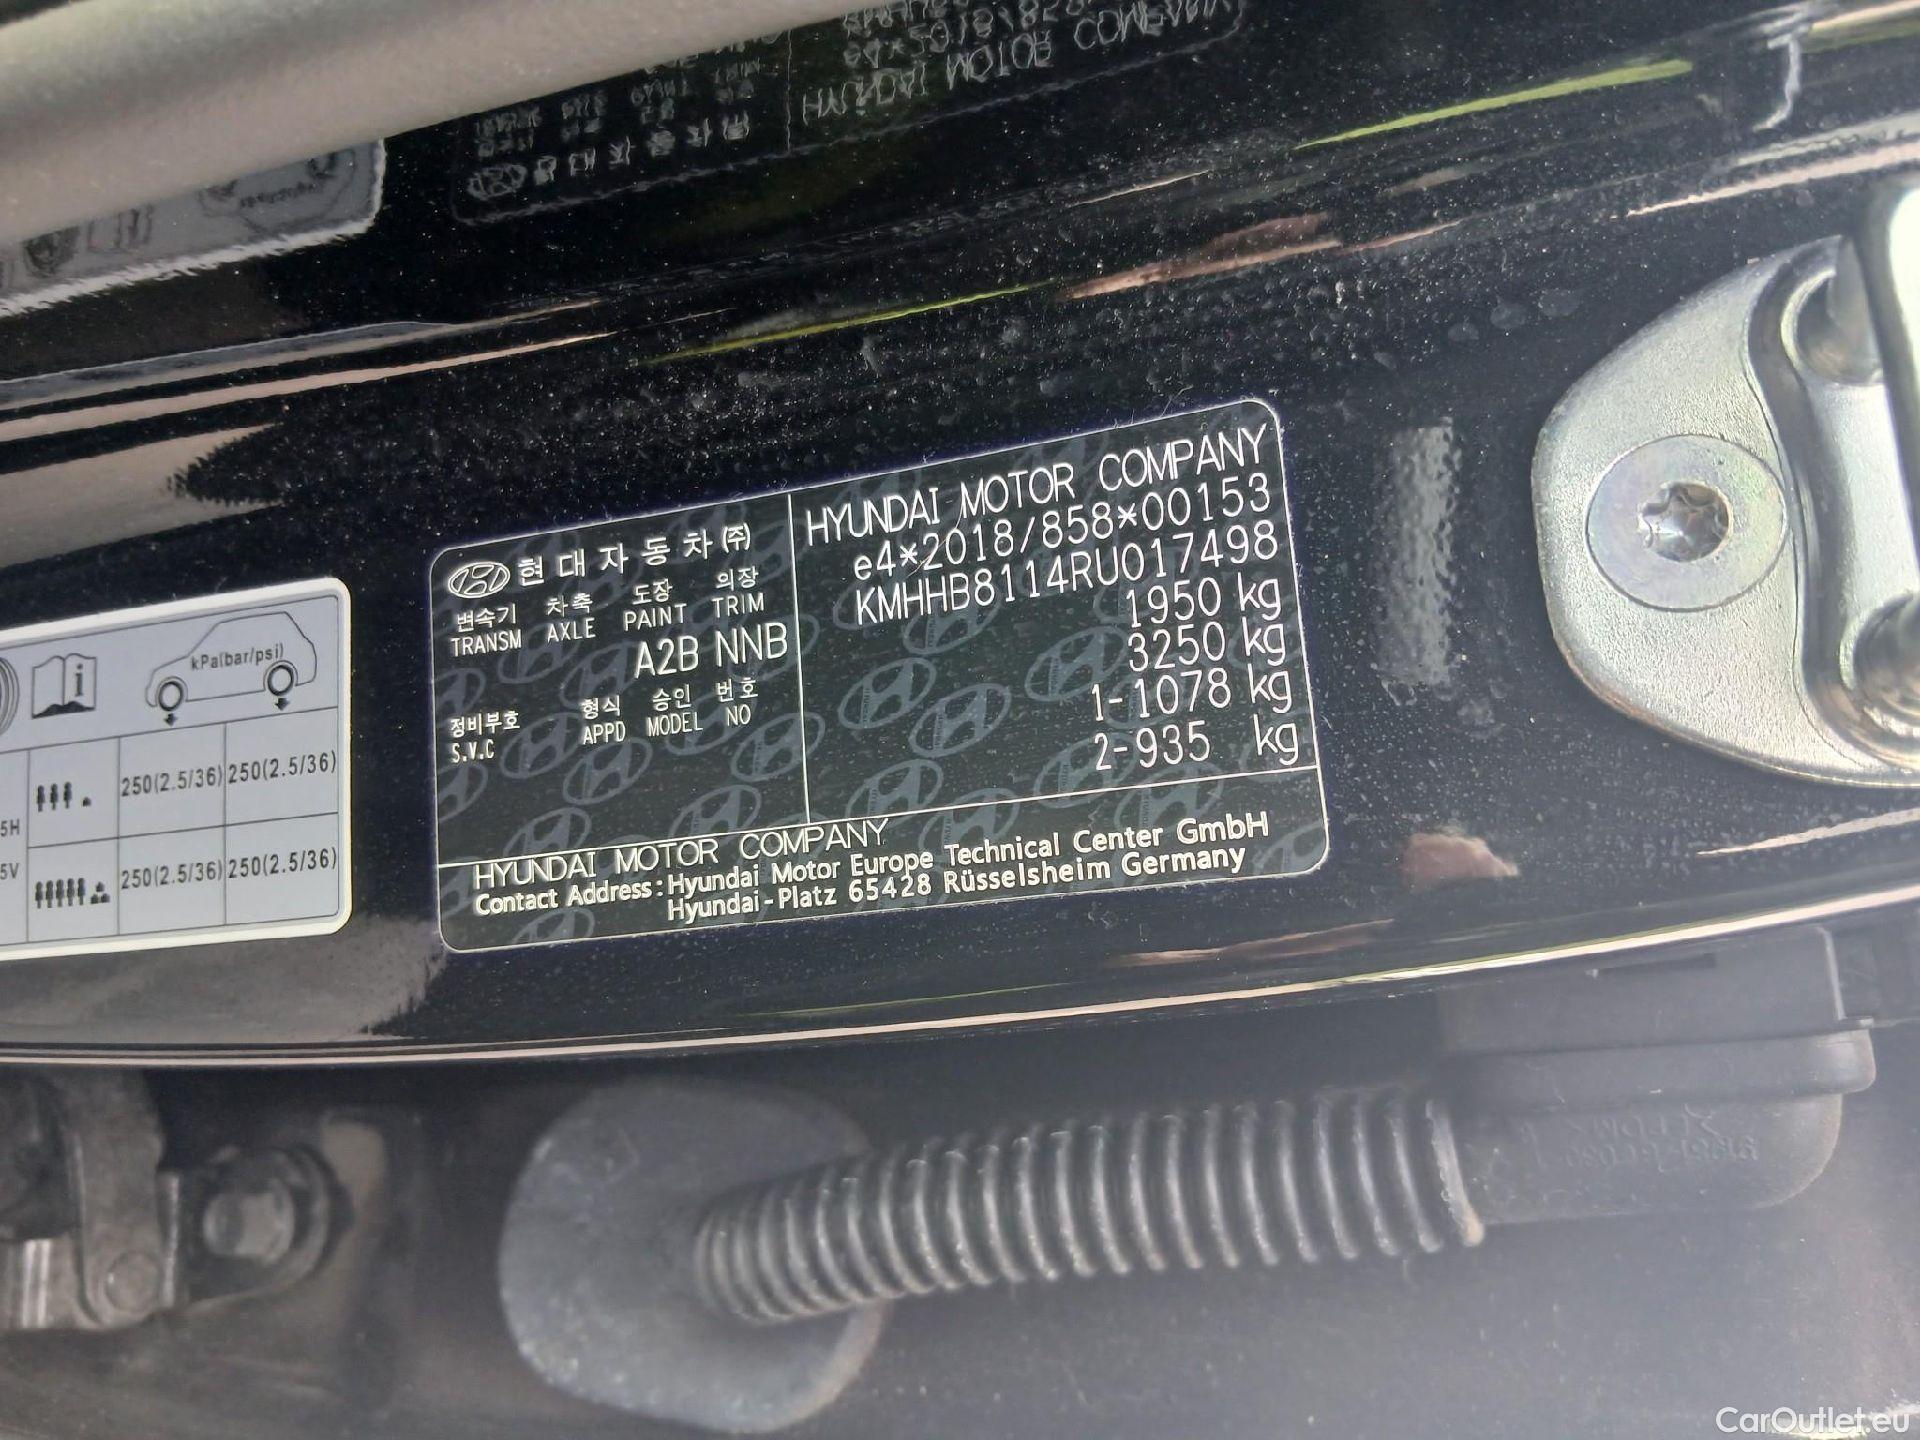 HYUNDAI MOTOR COMPANY
e4*2018/858*00153
KMHHB8114RU017498
1950 kg
3250 kg
1-1078 kg
2-935 kg
현대자동차(주)
변속기 차축 도장 의장
TRANSM AXLE PAINT TRIM
A2B NNB
정비부호 형식 승인 번호
S.V.C APPD MODEL NO
HYUNDAI MOTOR COMPANY
Contact Address: Hyundai Motor Europe Technical Center GmbH
Hyundai-Platz 65428 Rüsselsheim Germany
i
kPa(bar/psi)
5H 250(2.5/36) 250(2.5/36)
5V 250(2.5/36) 250(2.5/36)
CarOutlet.eu